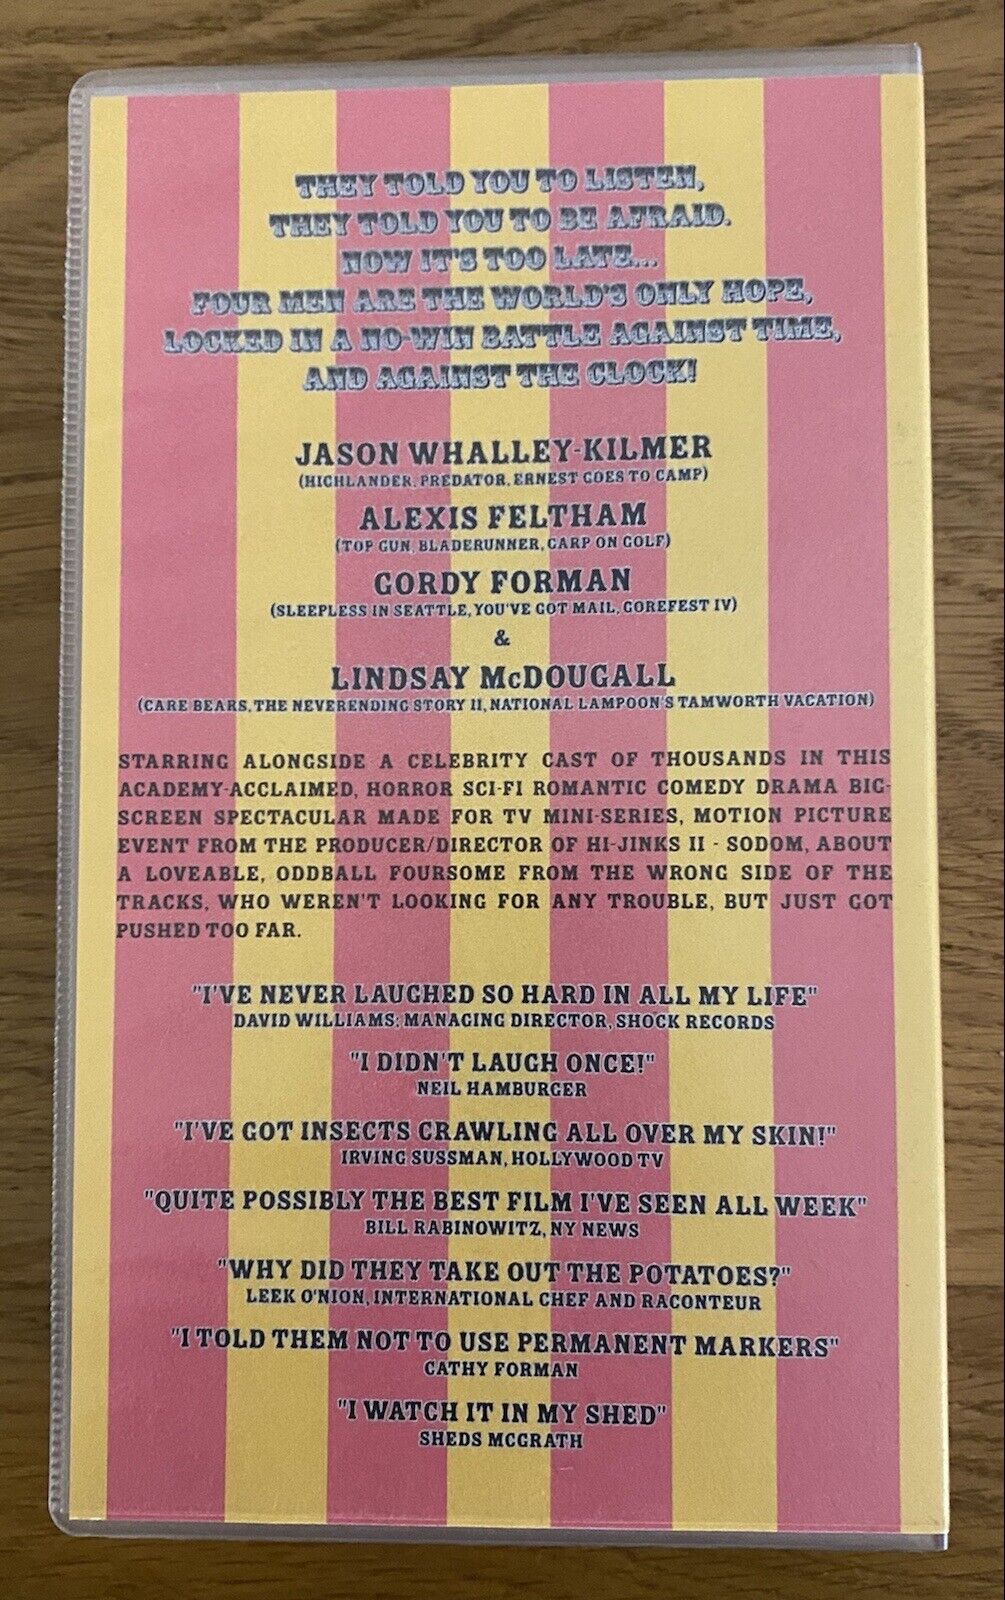 THEY TOLD YOU TO LISTEN,
THEY TOLD YOU TO BE AFRAID.
NOW IT'S TOO LATE...
FOUR MEN ARE THE WORLD'S ONLY HOPE,
LOCKED IN A NO-WIN BATTLE AGAINST TIME,
AND AGAINST THE CLOCK!
JASON WHALLEY-KILMER
(HIGHLANDER, PREDATOR, ERNEST GOES TO CAMP)
ALEXIS FELTHAM
(TOP GUN, BLADERUNNER, CARP ON GOLF)
GORDY FORMAN
(SLEEPLESS IN SEATTLE, YOU'VE GOT MAIL, GOREFEST IV)
&
LINDSAY McDOUGALL
(CARE BEARS, THE NEVERENDING STORY II, NATIONAL LAMPOON'S TAMWORTH VACATION)
STARRING ALONGSIDE A CELEBRITY CAST OF THOUSANDS IN THIS
ACADEMY-ACCLAIMED, HORROR SCI-FI ROMANTIC COMEDY DRAMA BIG-
SCREEN SPECTACULAR MADE FOR TV MINI-SERIES, MOTION PICTURE
EVENT FROM THE PRODUCER/DIRECTOR OF HI-JINKS II - SODOM, ABOUT
A LOVEABLE, ODDBALL FOURSOME FROM THE WRONG SIDE OF THE
TRACKS, WHO WEREN'T LOOKING FOR ANY TROUBLE, BUT JUST GOT
PUSHED TOO FAR.
"I'VE NEVER LAUGHED SO HARD IN ALL MY LIFE"
DAVID WILLIAMS; MANAGING DIRECTOR, SHOCK RECORDS
"I DIDN'T LAUGH ONCE!"
NEIL HAMBURGER
"I'VE GOT INSECTS CRAWLING ALL OVER MY SKIN!"
IRVING SUSSMAN, HOLLYWOOD TV
"QUITE POSSIBLY THE BEST FILM I'VE SEEN ALL WEEK"
BILL RABINOWITZ, NY NEWS
"WHY DID THEY TAKE OUT THE POTATOES?"
LEEK O'NION, INTERNATIONAL CHEF AND RACONTEUR
"I TOLD THEM NOT TO USE PERMANENT MARKERS"
CATHY FORMAN
"I WATCH IT IN MY SHED"
SHEDS MCGRATH